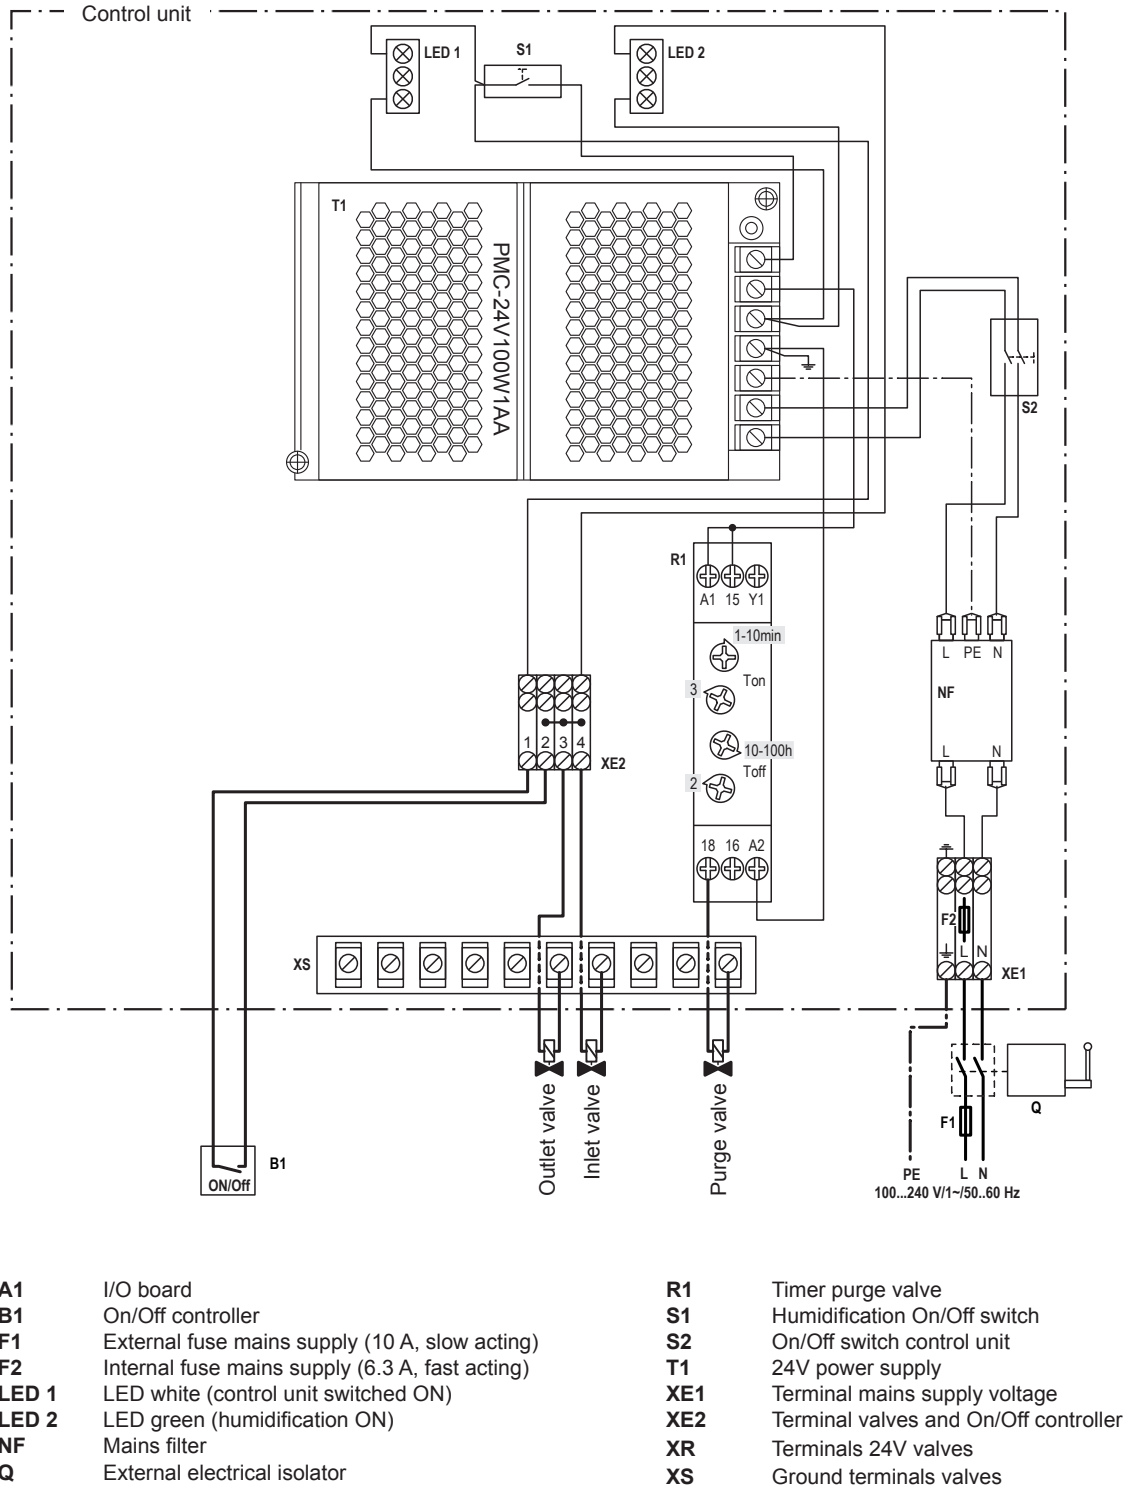 Control unit
LED 1
S1
LED 2
T1
PMC-24V100W1AA
S2
R1
A1 15 Y1
1-10min
Ton
3
10-100h
Toff
2
18 16 A2
L PE N
NF
L N
1 2 3 4
XE2
F2
L N
XE1
XS
Outlet valve
Inlet valve
Purge valve
Q
F1
B1
ON/Off
PE L N
100...240 V/1~/50..60 Hz
A1 I/O board
B1 On/Off controller
F1 External fuse mains supply (10 A, slow acting)
F2 Internal fuse mains supply (6.3 A, fast acting)
LED 1 LED white (control unit switched ON)
LED 2 LED green (humidification ON)
NF Mains filter
Q External electrical isolator
R1 Timer purge valve
S1 Humidification On/Off switch
S2 On/Off switch control unit
T1 24V power supply
XE1 Terminal mains supply voltage
XE2 Terminal valves and On/Off controller
XR Terminals 24V valves
XS Ground terminals valves